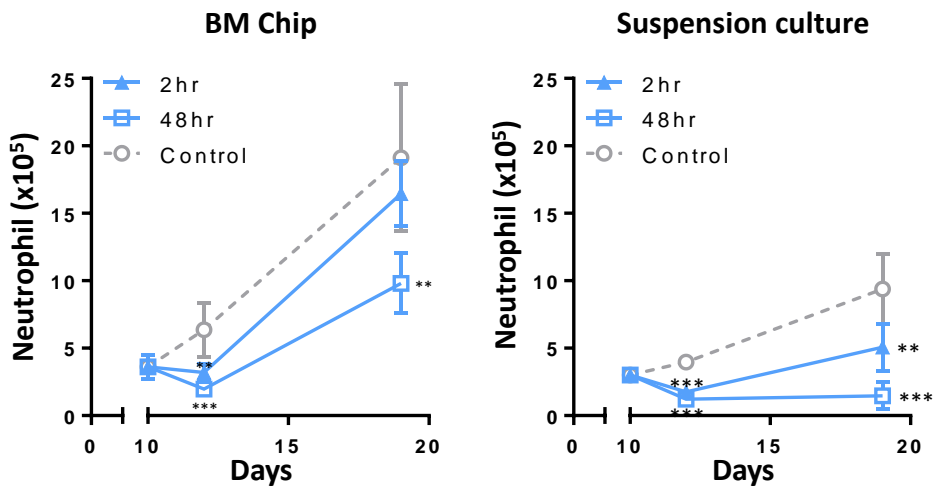 BM Chip
2hr
48hr
Control
Neutrophil (x10⁵)
25
20
15
10
5
0
**
***
**
0 10 15 20
Days
Suspension culture
2hr
48hr
Control
Neutrophil (x10⁵)
25
20
15
10
5
0
***
***
**
***
0 10 15 20
Days